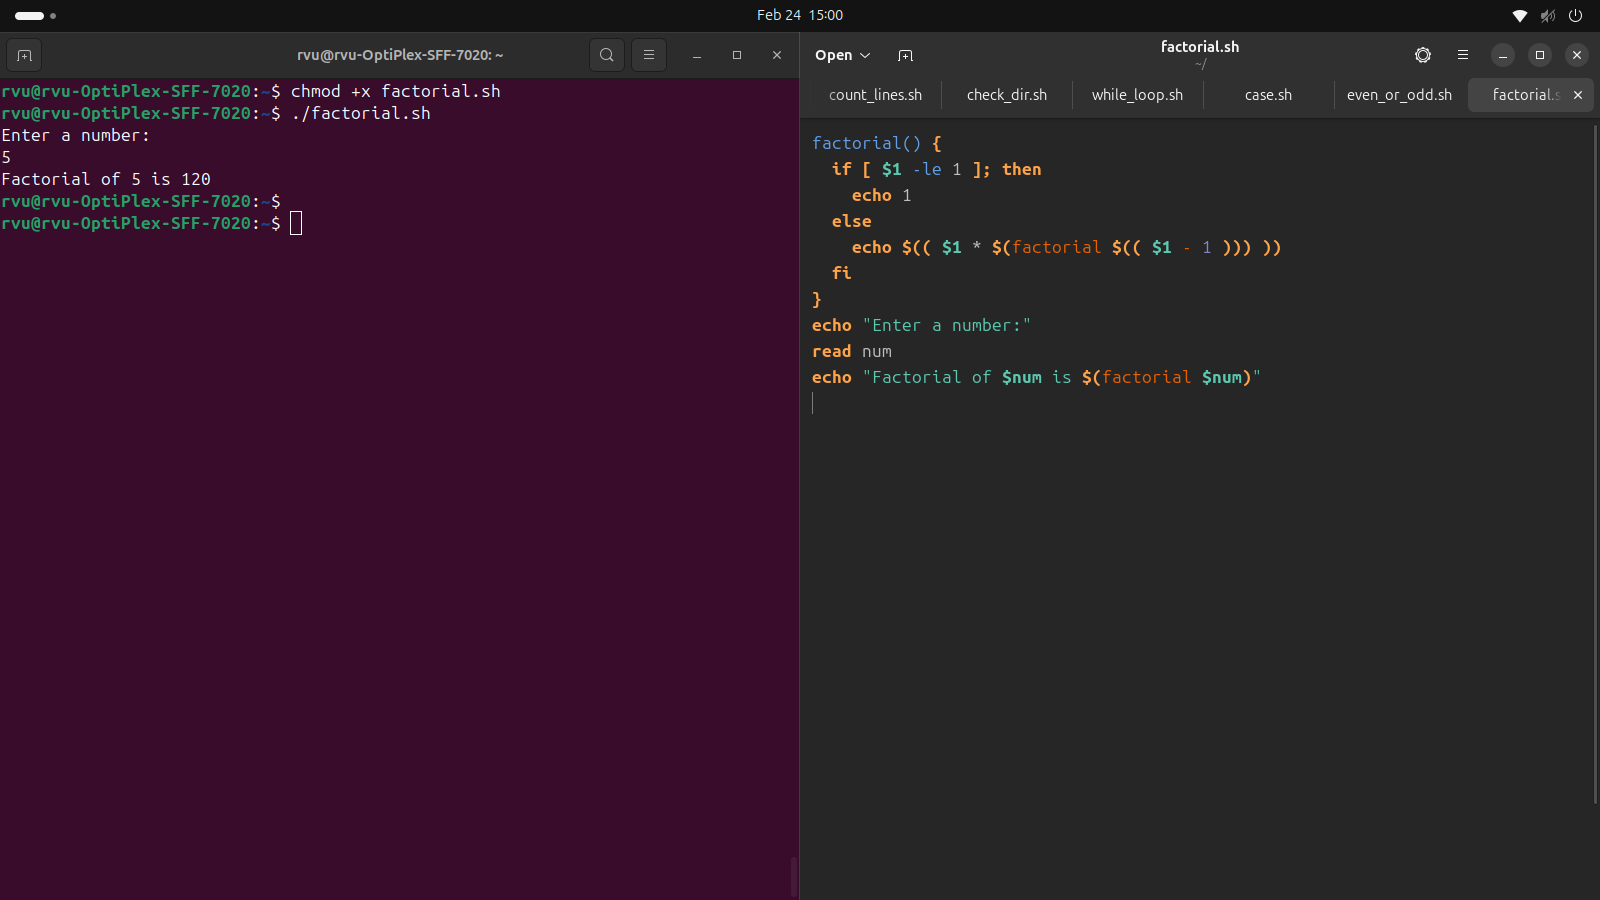 Feb 24 15:00
rvu@rvu-OptiPlex-SFF-7020: ~
rvu@rvu-OptiPlex-SFF-7020:~$ chmod +x factorial.sh
rvu@rvu-OptiPlex-SFF-7020:~$ ./factorial.sh
Enter a number:
5
Factorial of 5 is 120
rvu@rvu-OptiPlex-SFF-7020:~$
rvu@rvu-OptiPlex-SFF-7020:~$
Open
factorial.sh
~/
count_lines.sh check_dir.sh while_loop.sh case.sh even_or_odd.sh factorial.s
factorial() {
  if [ $1 -le 1 ]; then
    echo 1
  else
    echo $(( $1 * $(factorial $(( $1 - 1 ))) ))
  fi
}
echo "Enter a number:"
read num
echo "Factorial of $num is $(factorial $num)"